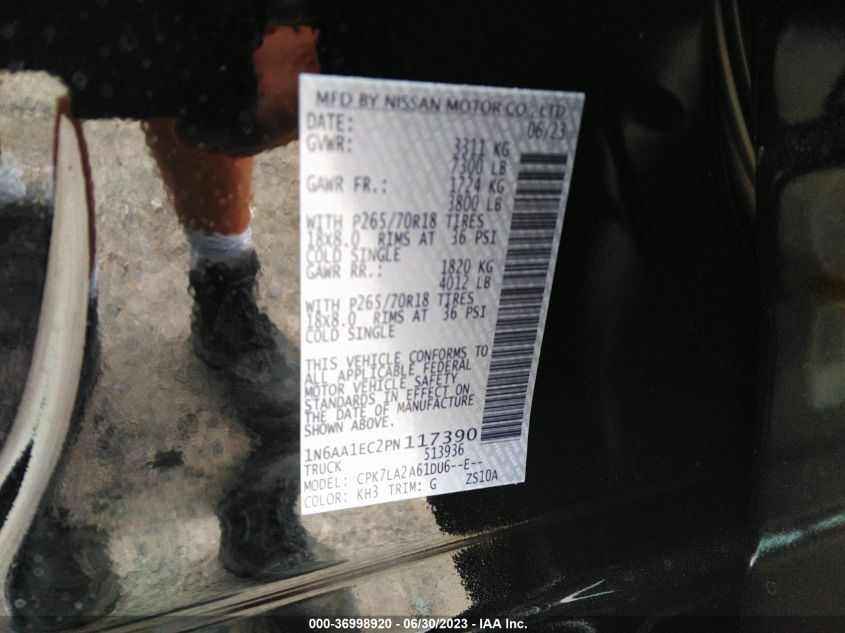 MFD BY NISSAN MOTOR CO., LTD
DATE: 06/23
GVWR: 3311 KG
7300 LB
GAWR FR.: 1724 KG
3800 LB
WITH P265/70R18 TIRES
18x8.0 RIMS AT 36 PSI
COLD SINGLE
GAWR RR.: 1820 KG
4012 LB
WITH P265/70R18 TIRES
18x8.0 RIMS AT 36 PSI
COLD SINGLE
THIS VEHICLE CONFORMS TO
ALL APPLICABLE FEDERAL
MOTOR VEHICLE SAFETY
STANDARDS IN EFFECT ON
THE DATE OF MANUFACTURE
SHOWN ABOVE.
1N6AA1EC2PN117390
TRUCK 513936
MODEL: CPK7LA2A61DU6--E--
COLOR: KH3 TRIM: G ZS10A
000-36998920 - 06/30/2023 - IAA Inc.